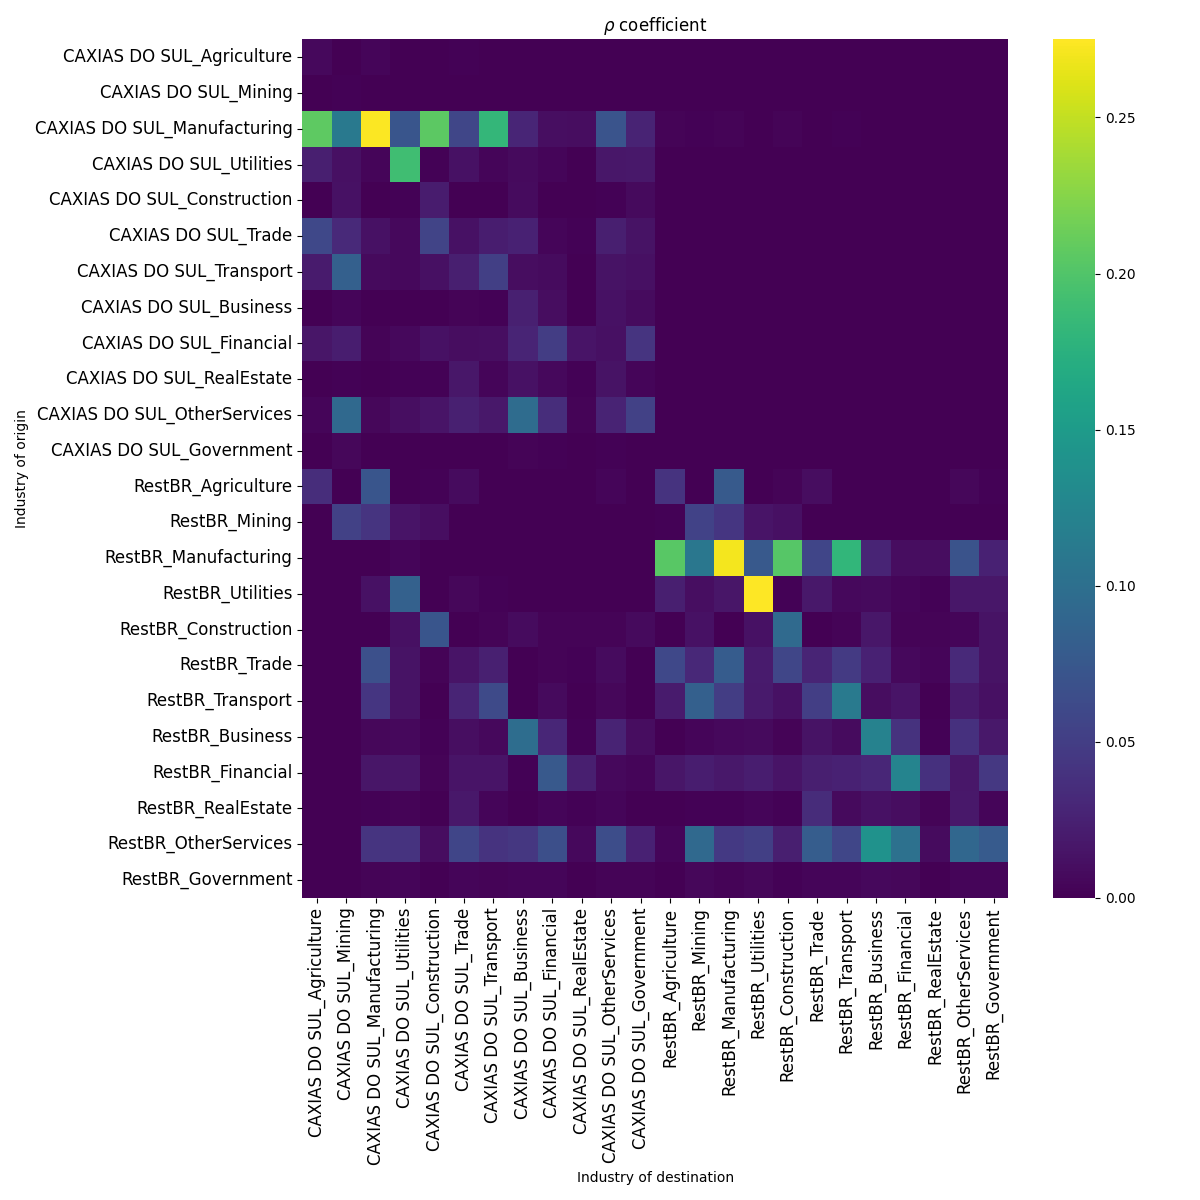 ρ coefficient
CAXIAS DO SUL_Agriculture
CAXIAS DO SUL_Mining
CAXIAS DO SUL_Manufacturing
CAXIAS DO SUL_Utilities
CAXIAS DO SUL_Construction
CAXIAS DO SUL_Trade
CAXIAS DO SUL_Transport
CAXIAS DO SUL_Business
CAXIAS DO SUL_Financial
CAXIAS DO SUL_RealEstate
CAXIAS DO SUL_OtherServices
CAXIAS DO SUL_Government
RestBR_Agriculture
RestBR_Mining
RestBR_Manufacturing
RestBR_Utilities
RestBR_Construction
RestBR_Trade
RestBR_Transport
RestBR_Business
RestBR_Financial
RestBR_RealEstate
RestBR_OtherServices
RestBR_Government
Industry of origin
CAXIAS DO SUL_Agriculture
CAXIAS DO SUL_Mining
CAXIAS DO SUL_Manufacturing
CAXIAS DO SUL_Utilities
CAXIAS DO SUL_Construction
CAXIAS DO SUL_Trade
CAXIAS DO SUL_Transport
CAXIAS DO SUL_Business
CAXIAS DO SUL_Financial
CAXIAS DO SUL_RealEstate
CAXIAS DO SUL_OtherServices
CAXIAS DO SUL_Government
RestBR_Agriculture
RestBR_Mining
RestBR_Manufacturing
RestBR_Utilities
RestBR_Construction
RestBR_Trade
RestBR_Transport
RestBR_Business
RestBR_Financial
RestBR_RealEstate
RestBR_OtherServices
RestBR_Government
Industry of destination
0.25
0.20
0.15
0.10
0.05
0.00